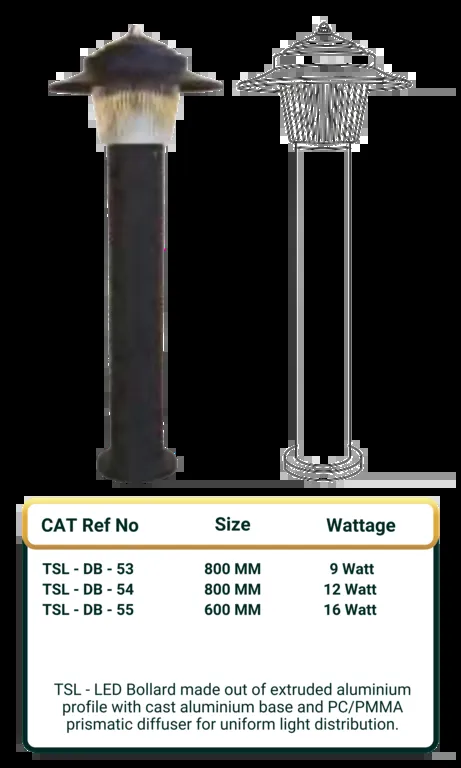 CAT Ref No Size Wattage
TSL - DB - 53 800 MM 9 Watt
TSL - DB - 54 800 MM 12 Watt
TSL - DB - 55 600 MM 16 Watt
TSL - LED Bollard made out of extruded aluminium
profile with cast aluminium base and PC/PMMA
prismatic diffuser for uniform light distribution.